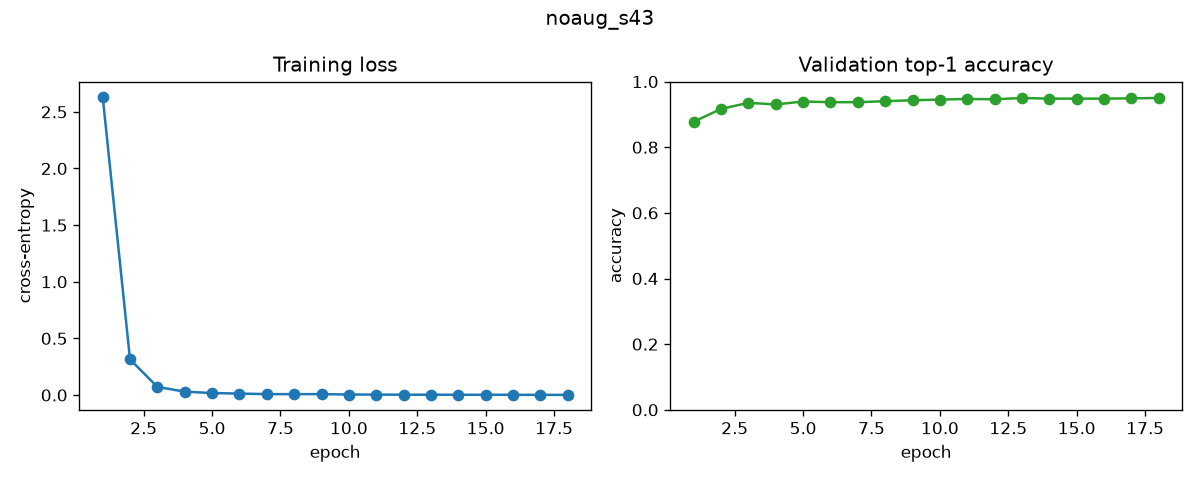 noaug_s43
Training loss
cross-entropy
2.5
2.0
1.5
1.0
0.5
0.0
2.5 5.0 7.5 10.0 12.5 15.0 17.5
epoch
Validation top-1 accuracy
accuracy
1.0
0.8
0.6
0.4
0.2
0.0
2.5 5.0 7.5 10.0 12.5 15.0 17.5
epoch